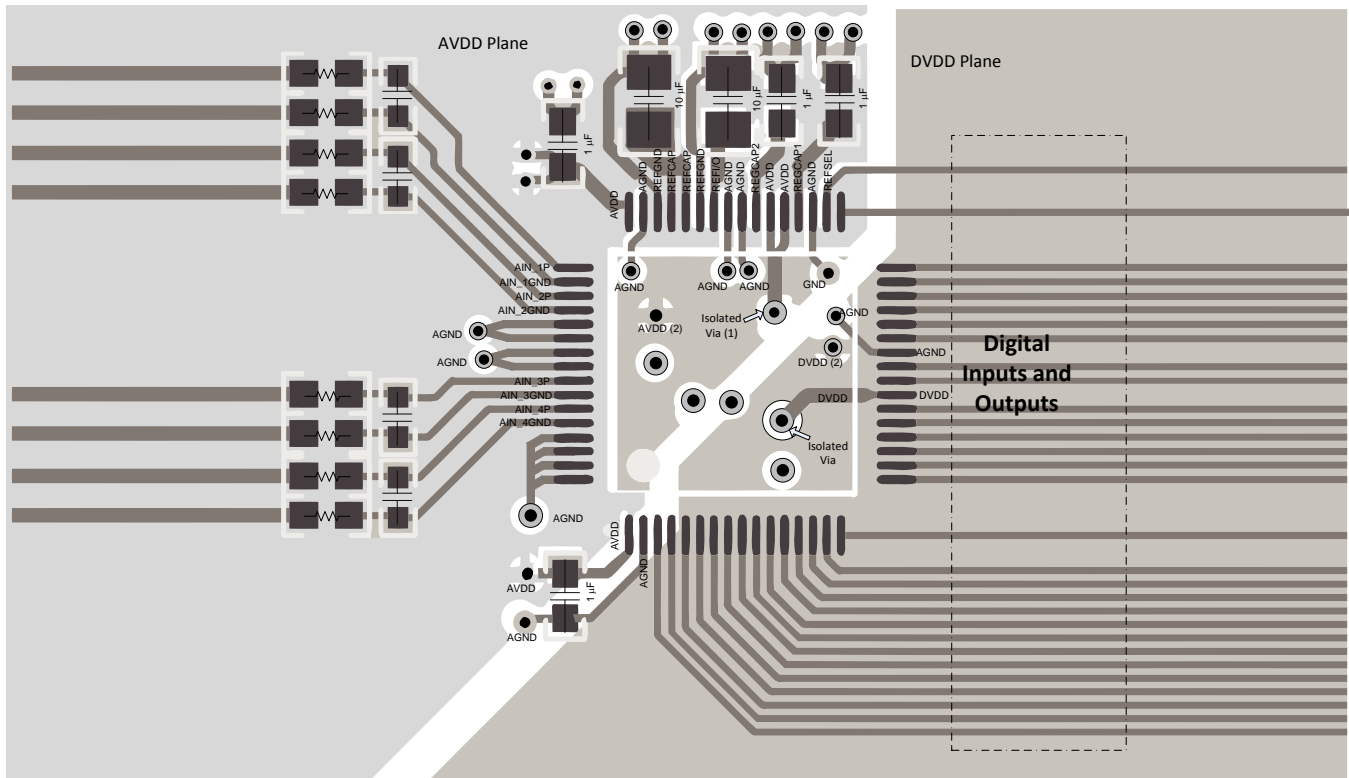 AVDD Plane
DVDD Plane
10 µF
10 µF
1 µF
1 µF
1 µF
AVDD
AGND
REFGND
REFCAP
REFCAP
REFGND
REFI/O
AGND
AGND
REGCAP2
AVDD
AVDD
REGCAP1
AGND
REFSEL
AIN_1P
AIN_1GND
AIN_2P
AIN_2GND
AGND
AGND
AGND
AGND
AGND
GND
AVDD (2)
Isolated
Via (1)
AGND
AGND
DVDD (2)
DVDD
DVDD
Digital
Inputs and
Outputs
AIN_3P
AIN_3GND
AIN_4P
AIN_4GND
Isolated
Via
AGND
AVDD
AGND
AVDD
1 µF
AGND